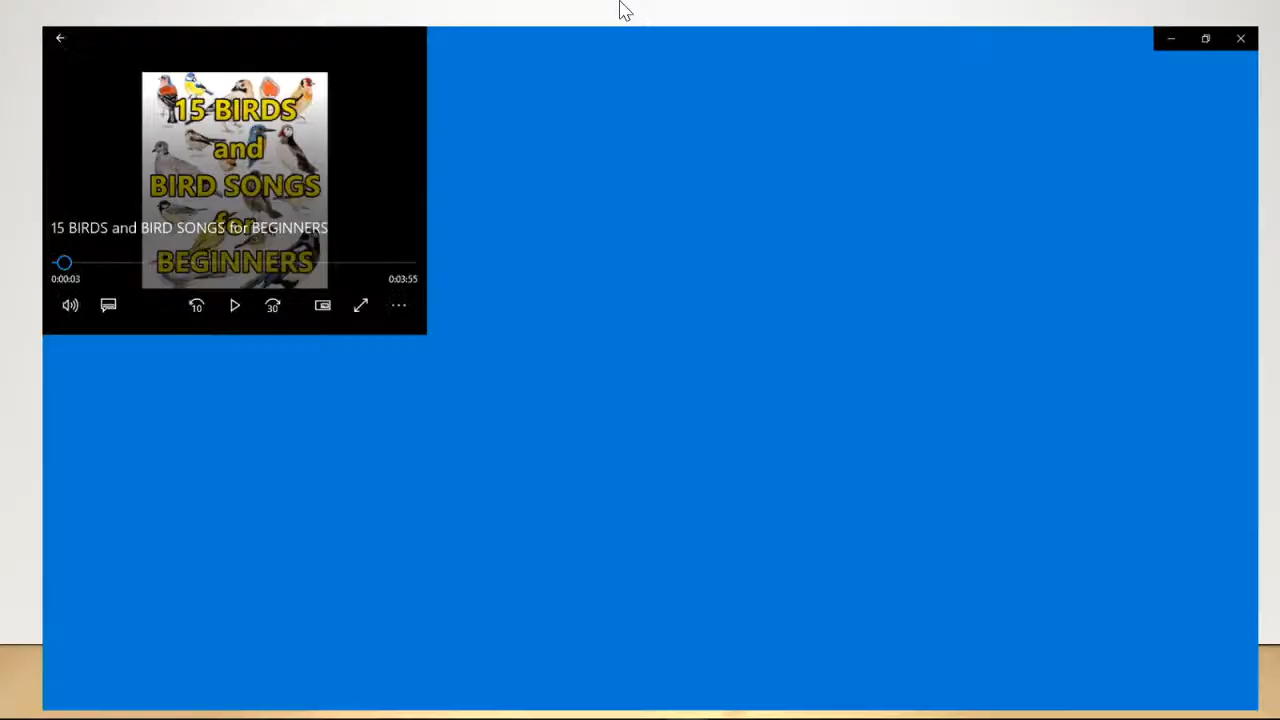 15 BIRDS
and
BIRD SONGS
for
BEGINNERS
15 BIRDS and BIRD SONGS for BEGINNERS
0:00:03
0:03:55
10
30